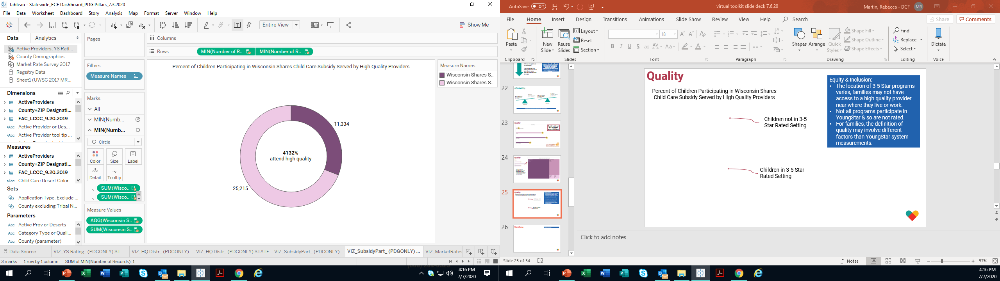 Tableau - Statewide_ECE Dashboard_PDG Pillars_7.3.2020
File Data Worksheet Dashboard Story Analysis Map Format Server Window Help
Entire View
Show Me
Data Analytics
Active Providers, YS Rati...
County Demographics
Market Rate Survey 2017
Regsitry Data
Sheet1 (UWSC 2017 MR...
Dimensions
ActiveProviders
County+ZIP Designati...
FAC_LCCC_9.20.2019
=Abc Active Provider or Des...
=Abc Active Provider tool tip ...
Measures
ActiveProviders
County+ZIP Designati...
FAC_LCCC_9.20.2019
=Abc Child Care Desert Color
Sets
Application Type. Exclude ...
County excluding Tribal N...
Parameters
Abc Active Prov or Deserts
Abc Category Type or Quali...
Abc County (parameter)
Pages
Filters
Measure Names
Marks
All
MIN(Numb...
MIN(Numb...
Circle
Color Size Label
Detail Tooltip
SUM(Wisco..
SUM(Wisco..
Measure Values
AGG(Wisconsin S..
SUM(Wisconsin S..
Columns
Rows MIN(Number of R.. MIN(Number of R..
Percent of Children Participating in Wisconsin Shares Child Care Subsidy Served by High Quality Providers
11,334
4132%
attend high quality
25,215
Measure Names
Wisconsin Shares S..
Wisconsin Shares S..
Data Source VIZ_YS Rating_ (PDGONLY) ST... VIZ_HQ Distr_ (PDGONLY) VIZ_HQ Distr_ (PDGONLY) STATE VIZ_SubsidyPart_ (PDGONLY) VIZ_SubsidyPart_ (PDGONLY) ... VIZ_MarketRates
3 marks 1 row by 1 column SUM of MIN(Number of Records): 1
4:16 PM
7/7/2020
AutoSave Off virtual toolkit slide deck 7.6.20 Martin, Rebecca - DCF MR
File Home Insert Design Transitions Animations Slide Show Review View Help Search Share Comments
Paste
Clipboard
New Slide
Reuse Slides
Layout
Reset
Section
Slides
18
B I U S ab AV Aa A
Font
Paragraph
Shapes Arrange Quick Styles
Shape Fill
Shape Outline
Shape Effects
Drawing
Find
Replace
Select
Editing
Dictate
Voice
22
Affordability
23
Quality
24
Quality
25
Quality
26
Workforce
Quality
Percent of Children Participating in Wisconsin Shares
Child Care Subsidy Served by High Quality Providers
Children not in 3-5
Star Rated Setting
Children in 3-5 Star
Rated Setting
Equity & Inclusion:
• The location of 3-5 Star programs
varies, families may not have
access to a high quality provider
near where they live or work.
• Not all programs participate in
YoungStar & so are not rated.
• For families, the definition of
quality may involve different
factors than YoungStar system
measurements.
Click to add notes
Slide 25 of 34
Notes
57%
4:16 PM
7/7/2020